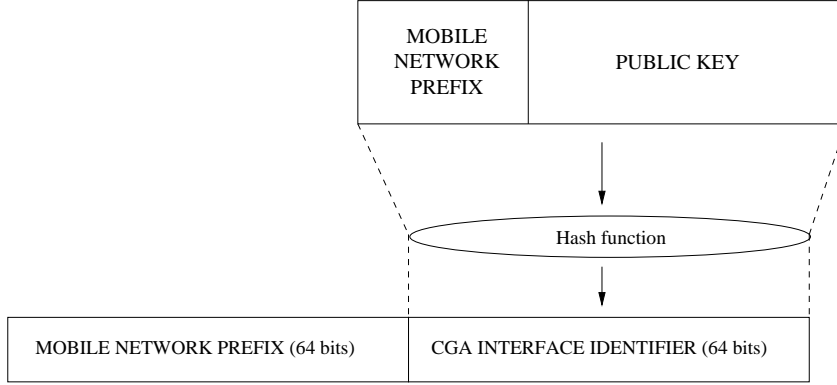 MOBILE
NETWORK
PREFIX
PUBLIC KEY
Hash function
MOBILE NETWORK PREFIX (64 bits)
CGA INTERFACE IDENTIFIER (64 bits)